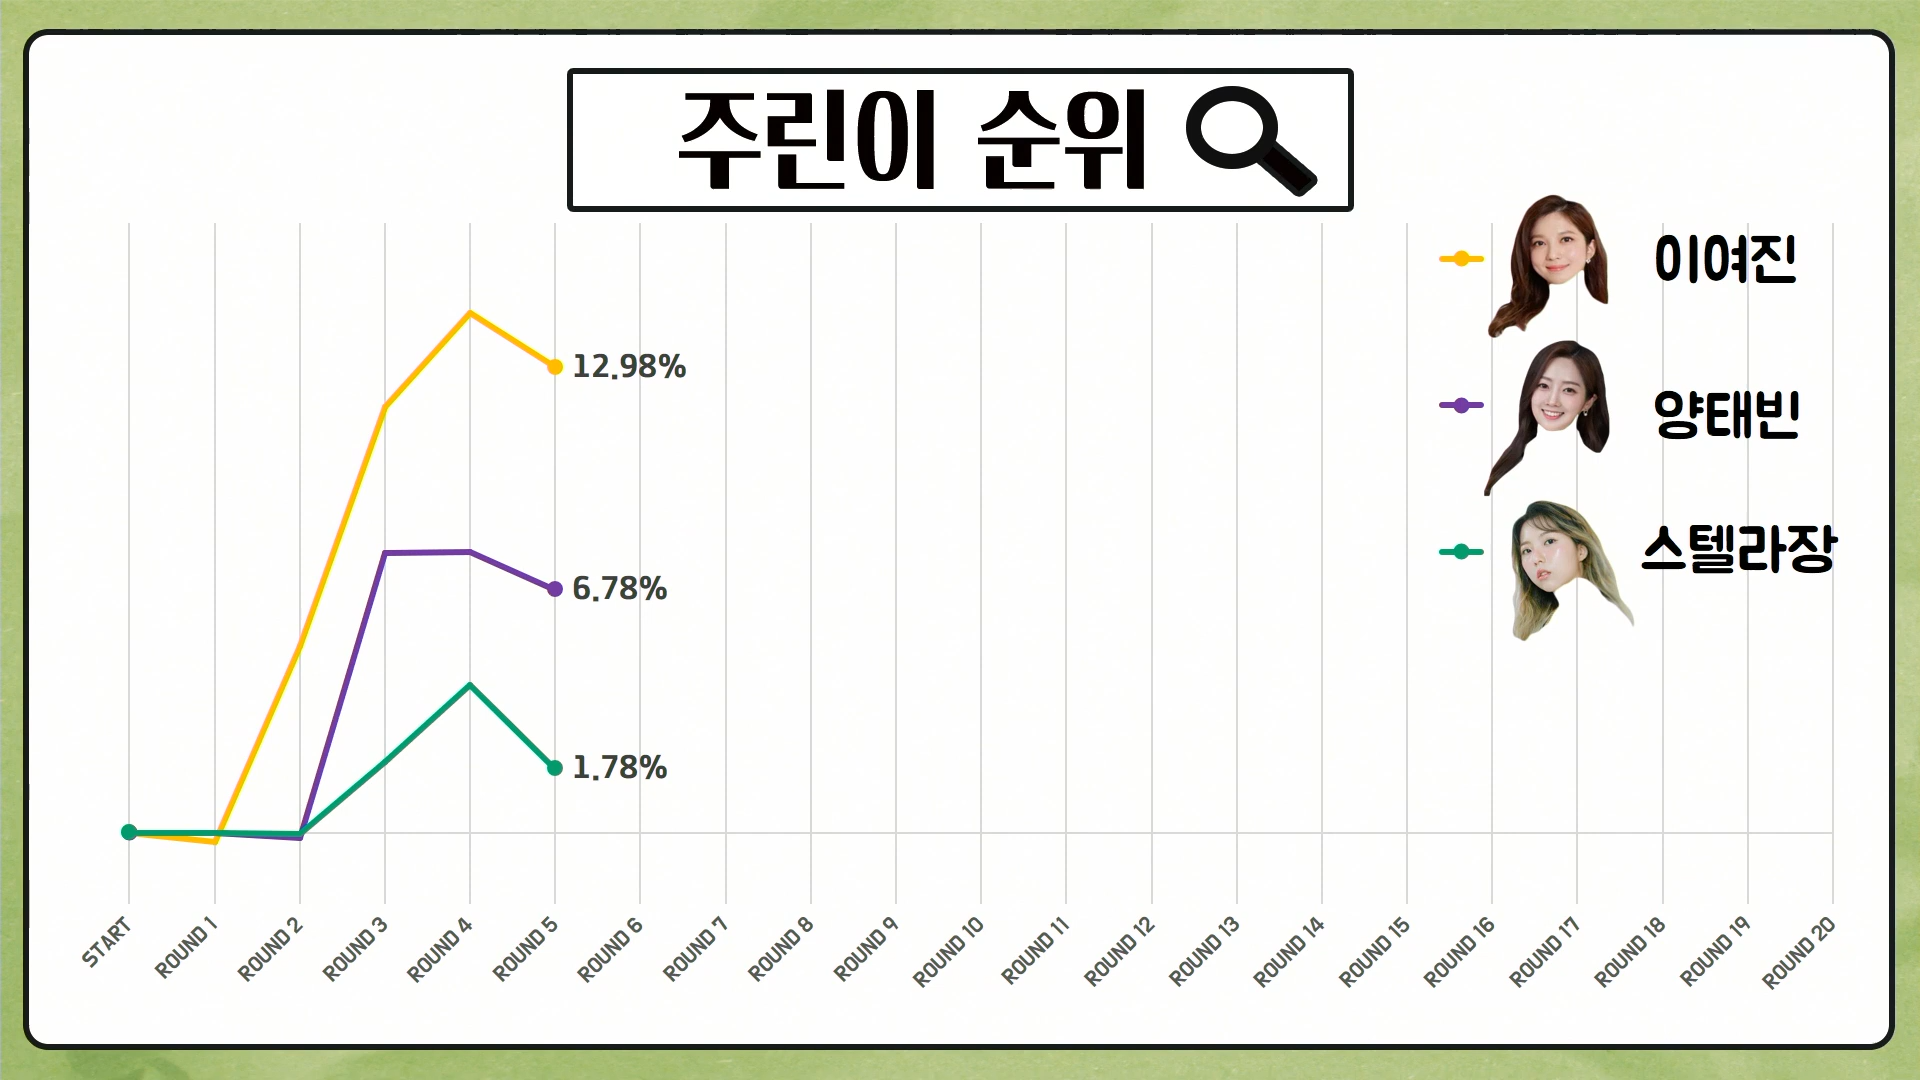 주린이 순위
이여진
양태빈
스텔라장
12.98%
6.78%
1.78%
START
ROUND 1
ROUND 2
ROUND 3
ROUND 4
ROUND 5
ROUND 6
ROUND 7
ROUND 8
ROUND 9
ROUND 10
ROUND 11
ROUND 12
ROUND 13
ROUND 14
ROUND 15
ROUND 16
ROUND 17
ROUND 18
ROUND 19
ROUND 20